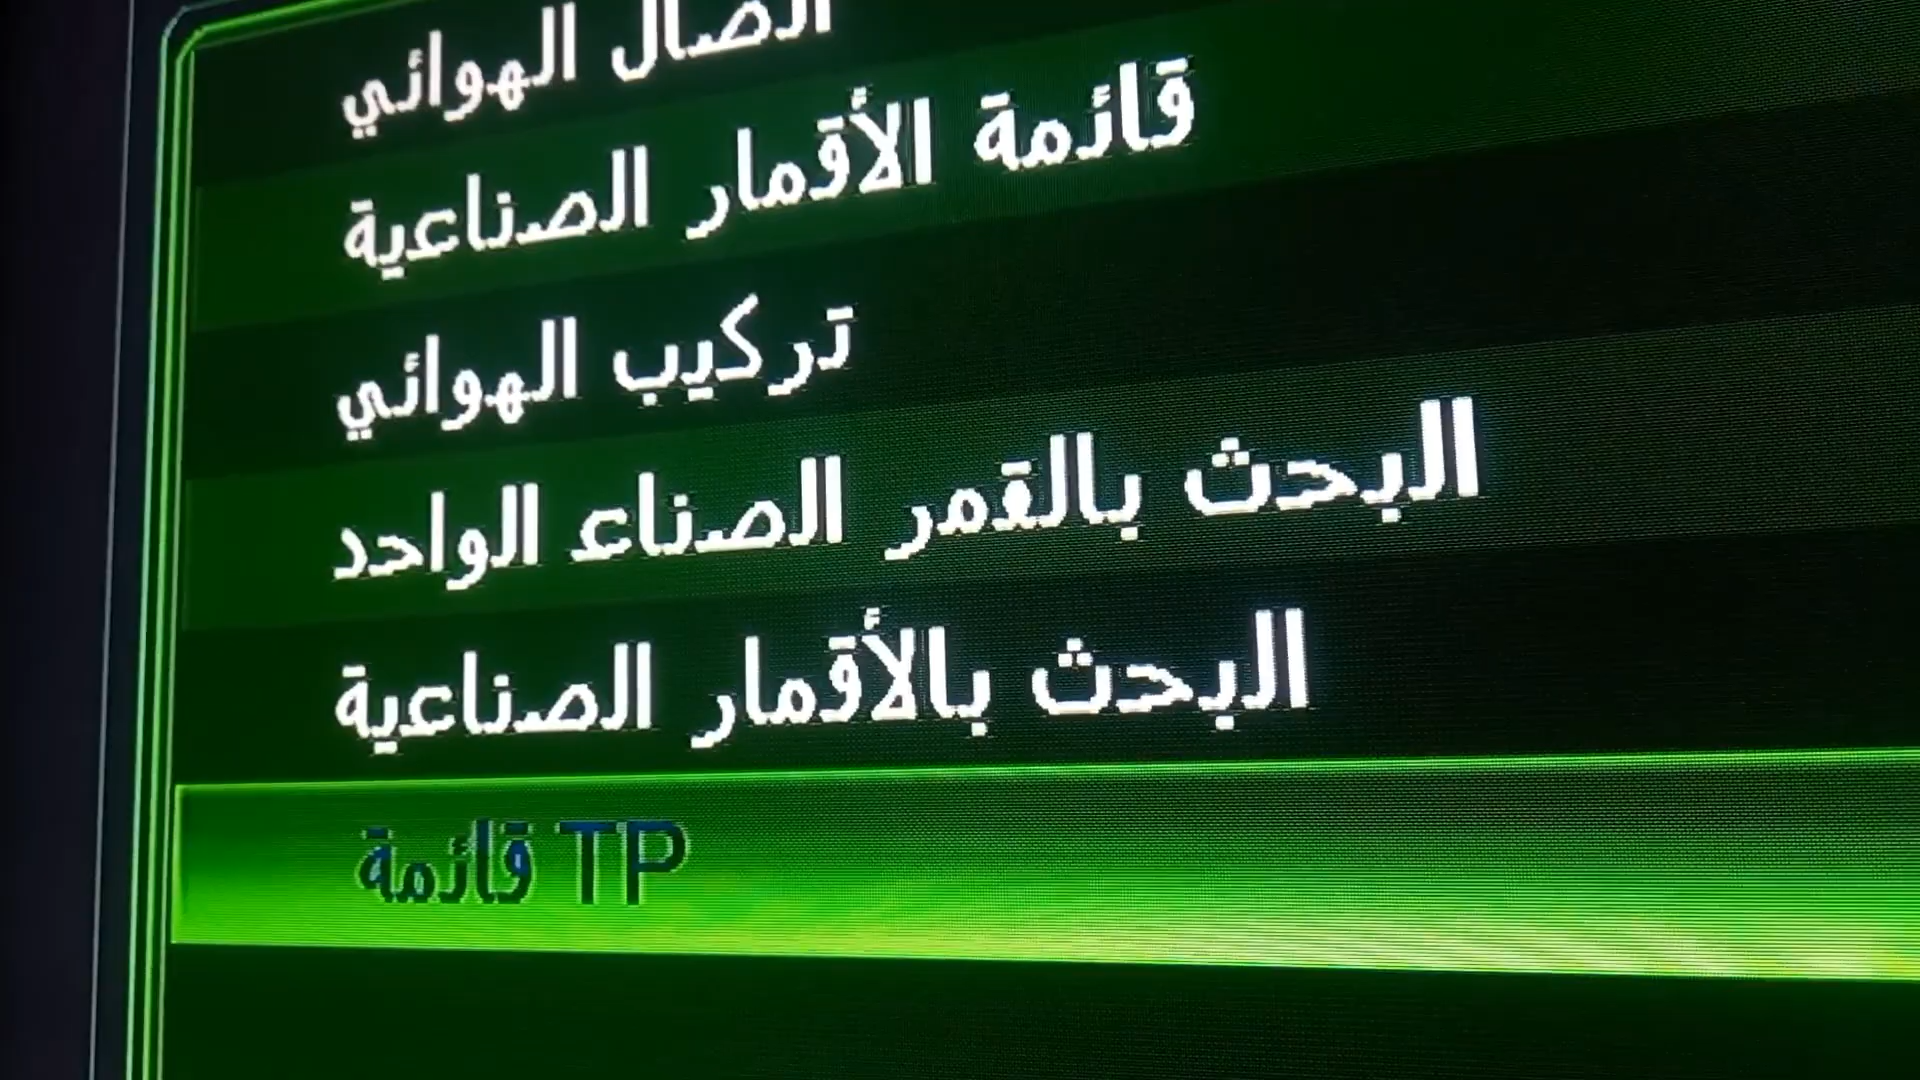 اتصال الهوائي
قائمة الأقمار الصناعية
تركيب الهوائي
البحث بالقمر الصناع الواحد
البحث بالأقمار الصناعية
TP قائمة